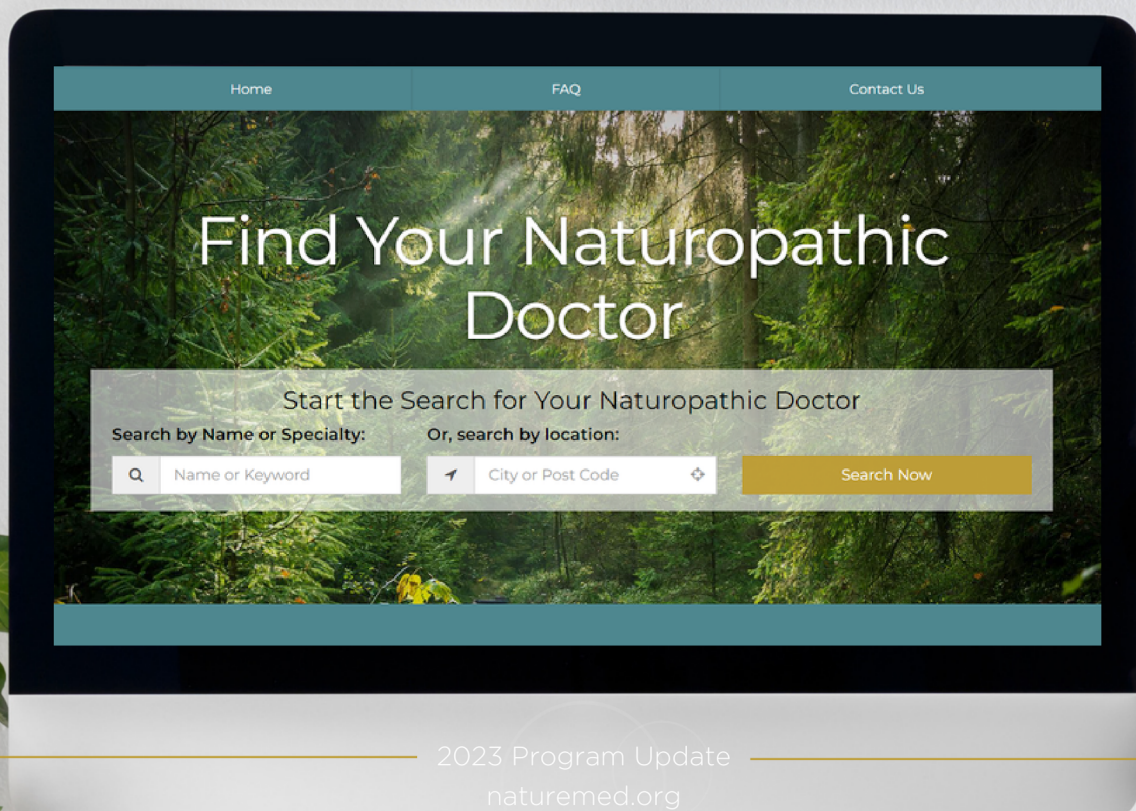 Home
FAQ
Contact Us
Find Your Naturopathic
Doctor
Start the Search for Your Naturopathic Doctor
Search by Name or Specialty:
Or, search by location:
Name or Keyword
City or Post Code
Search Now
2023 Program Update
naturemed.org